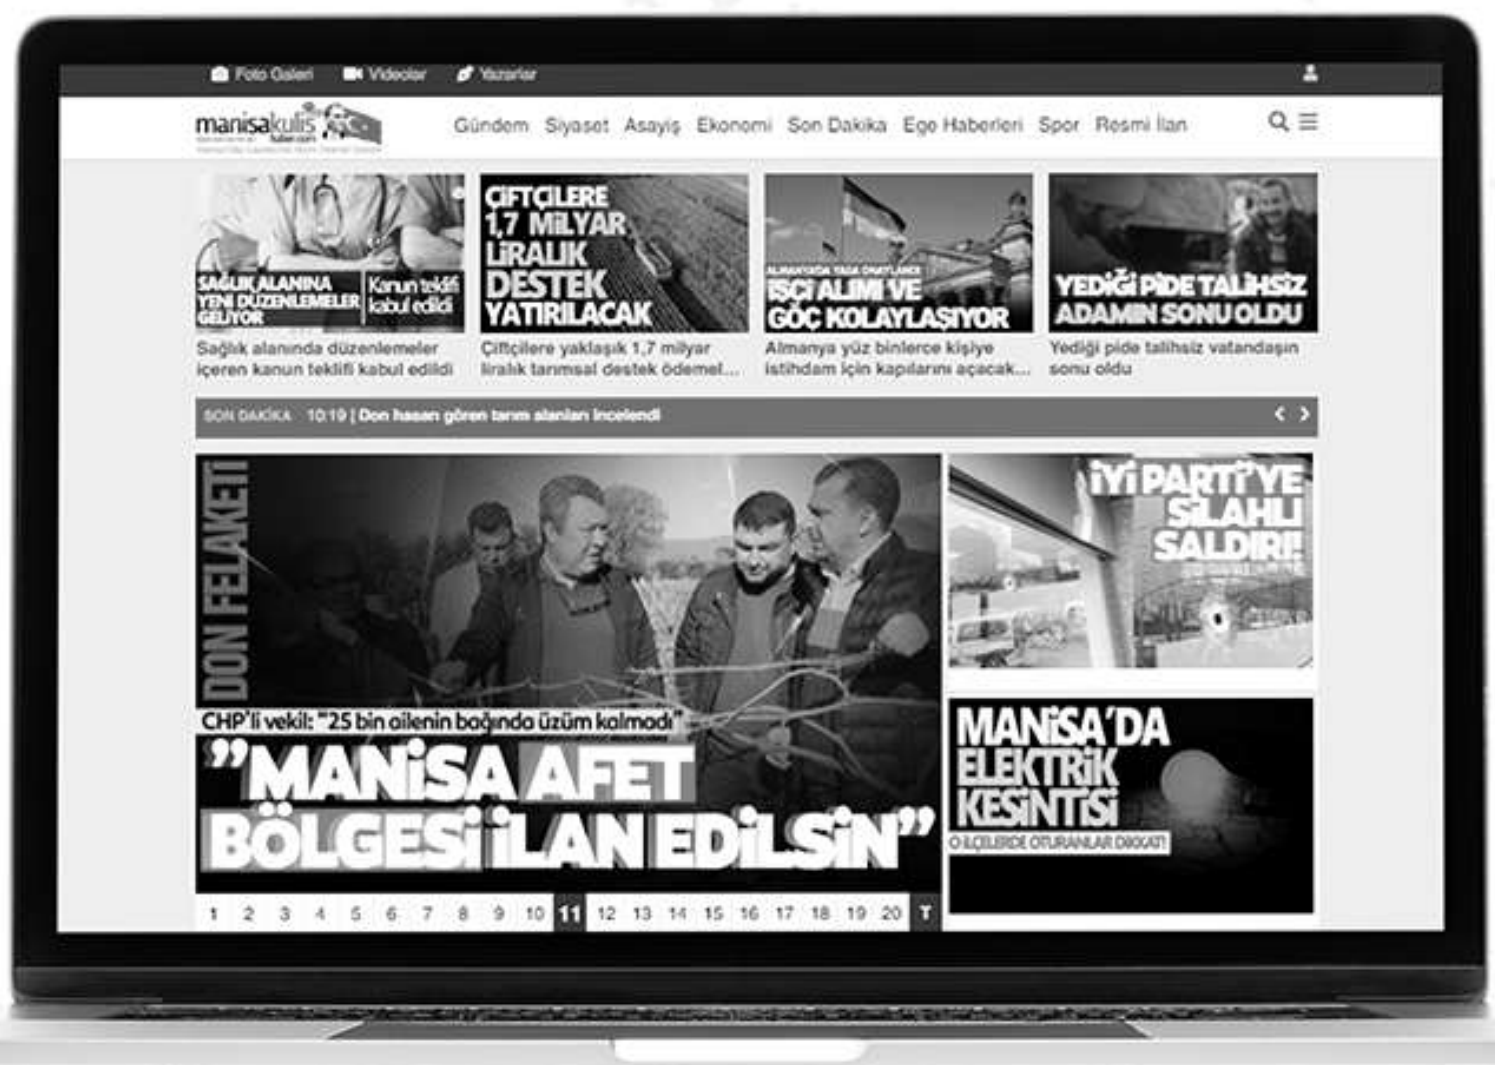 Foto Galeri Videolar Yazarlar
manisakulis
haber.com
Gündem Siyaset Asayiş Ekonomi Son Dakika Ege Haberleri Spor Resmi İlan
SAĞLIK ALANINA
YENİ DÜZENLEMELER
GELİYOR
Kanun teklifi
kabul edildi
Sağlık alanında düzenlemeler
içeren kanun teklifi kabul edildi
ÇİFTÇİLERE
1,7 MİLYAR
LİRALIK
DESTEK
YATIRILACAK
Çiftçilere yaklaşık 1,7 milyar
liralık tarımsal destek ödemel...
ALMANYADA YASA ONAYLANDI
İŞÇİ ALIMI VE
GÖÇ KOLAYLAŞIYOR
Almanya yüz binlerce kişiye
istihdam için kapılarını açacak...
YEDİĞİ PİDE TALİHSİZ
ADAMIN SONU OLDU
Yediği pide talihsiz vatandaşın
sonu oldu
SON DAKİKA 10:19 | Don hasarı gören tarım alanları incelendi
DON FELAKETİ
CHP'li vekil: "25 bin ailenin bağında üzüm kalmadı"
"MANİSA AFET
BÖLGESİ İLAN EDİLSİN"
1 2 3 4 5 6 7 8 9 10 11 12 13 14 15 16 17 18 19 20 T
İYİ PARTİ'YE
SİLAHLI
SALDIRI!
MANİSA'DA
ELEKTRİK
KESİNTİSİ
O İLÇELERDE OTURANLAR DİKKAT!